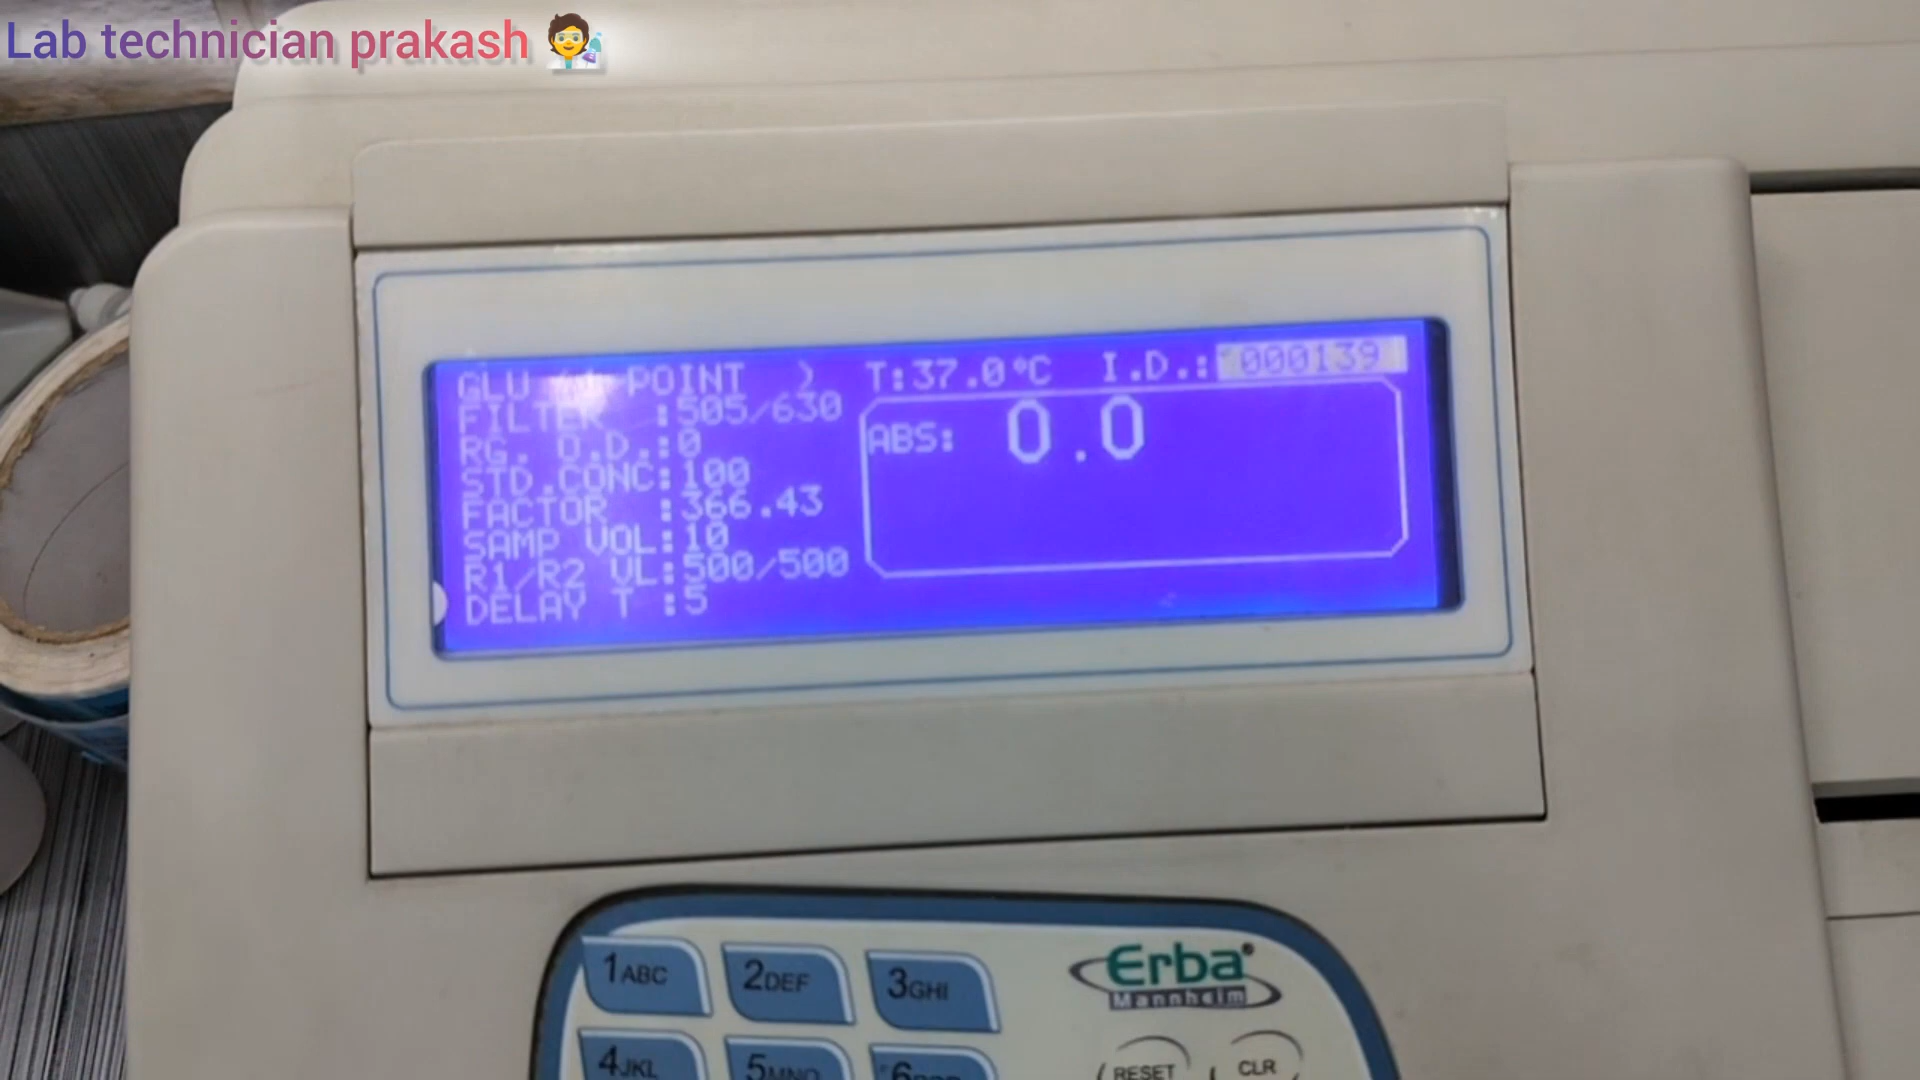 Lab technician prakash
GLU POINT ) T:37.0°C I.D.: 000139
FILTER :505/630
RG. O.D.:0
STD.CONC:100
FACTOR :366.43
SAMP VOL:10
R1/R2 VL:500/500
DELAY T :5
ABS: 0.0
1ABC 2DEF 3GHI
Erba®
Mannheim
4JKL 5MNO 6
RESET CLR